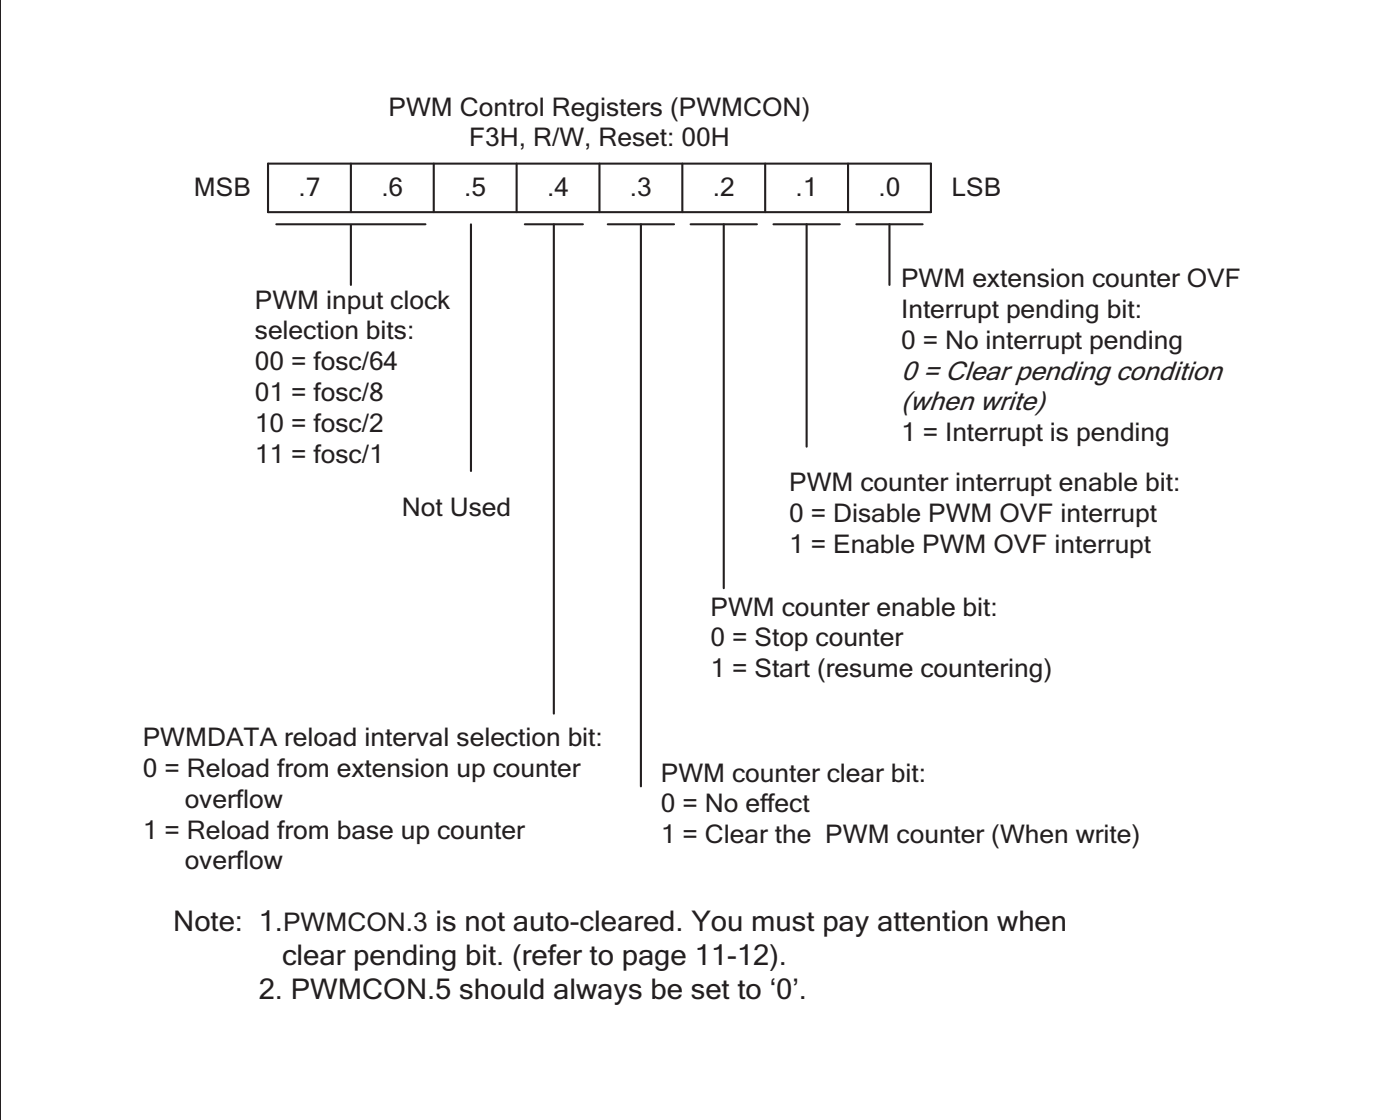 PWM Control Registers (PWMCON)
F3H, R/W, Reset: 00H
MSB .7 .6 .5 .4 .3 .2 .1 .0 LSB
PWM input clock
selection bits:
00 = fosc/64
01 = fosc/8
10 = fosc/2
11 = fosc/1
Not Used
PWM extension counter OVF
Interrupt pending bit:
0 = No interrupt pending
0 = Clear pending condition
(when write)
1 = Interrupt is pending
PWM counter interrupt enable bit:
0 = Disable PWM OVF interrupt
1 = Enable PWM OVF interrupt
PWM counter enable bit:
0 = Stop counter
1 = Start (resume countering)
PWMDATA reload interval selection bit:
0 = Reload from extension up counter
overflow
1 = Reload from base up counter
overflow
PWM counter clear bit:
0 = No effect
1 = Clear the PWM counter (When write)
Note: 1.PWMCON.3 is not auto-cleared. You must pay attention when
clear pending bit. (refer to page 11-12).
2. PWMCON.5 should always be set to ‘0’.